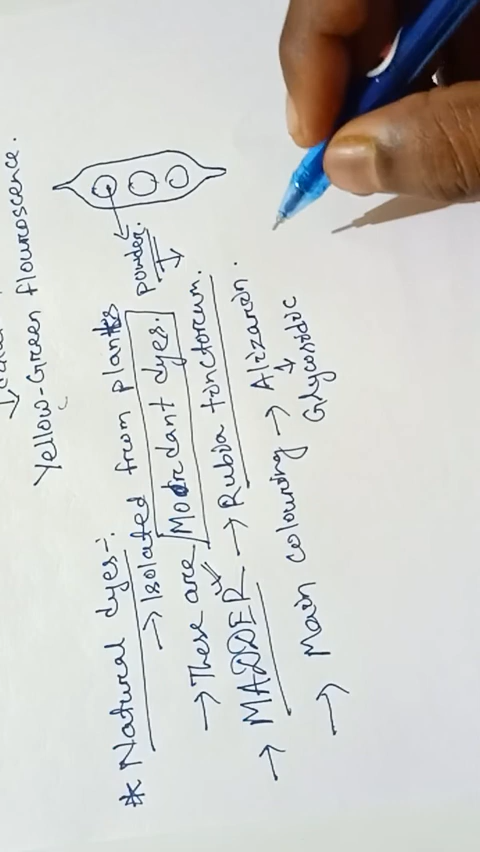 Yellow-Green flouroscence.
* Natural dyes-:
→ Isolated from plants
powder.
→ These are Mordant dyes.
→ MADDER → Rubia tinctorum.
→ Main colouring → Alizarin.
Glycosidic